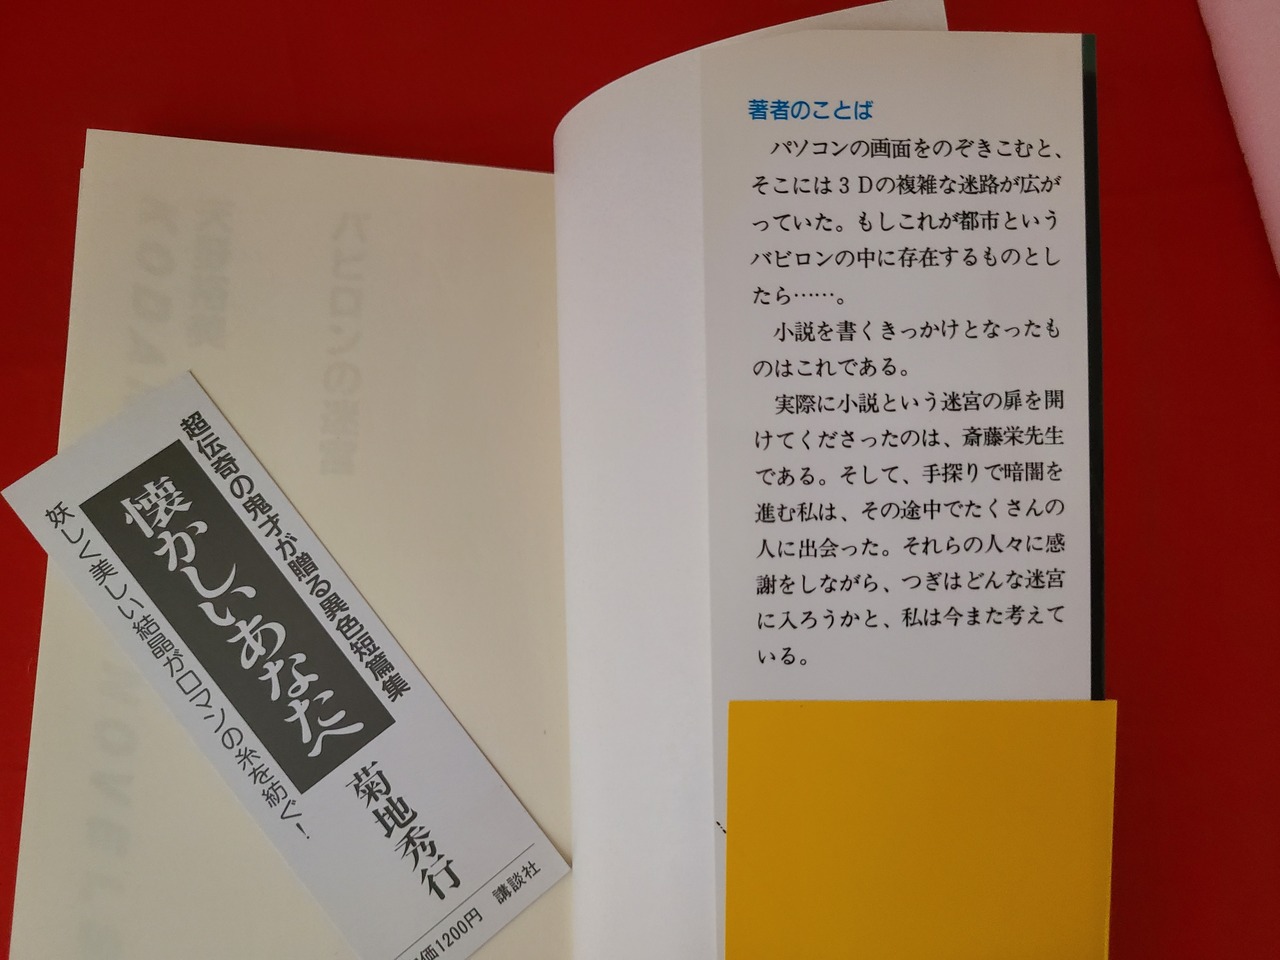 著者のことば
パソコンの画面をのぞきこむと、
そこには３Ｄの複雑な迷路が広が
っていた。もしこれが都市という
バビロンの中に存在するものとし
たら……。
小説を書くきっかけとなったも
のはこれである。
実際に小説という迷宮の扉を開
けてくださったのは、斎藤栄先生
である。そして、手探りで暗闇を
進む私は、その途中でたくさんの
人に出会った。それらの人々に感
謝をしながら、つぎはどんな迷宮
に入ろうかと、私は今また考えて
いる。
超伝奇の鬼才が贈る異色短篇集
懐かしいあなたへ
妖しく美しい結晶がロマンの糸を紡ぐ！
菊地秀行
価1200円 講談社